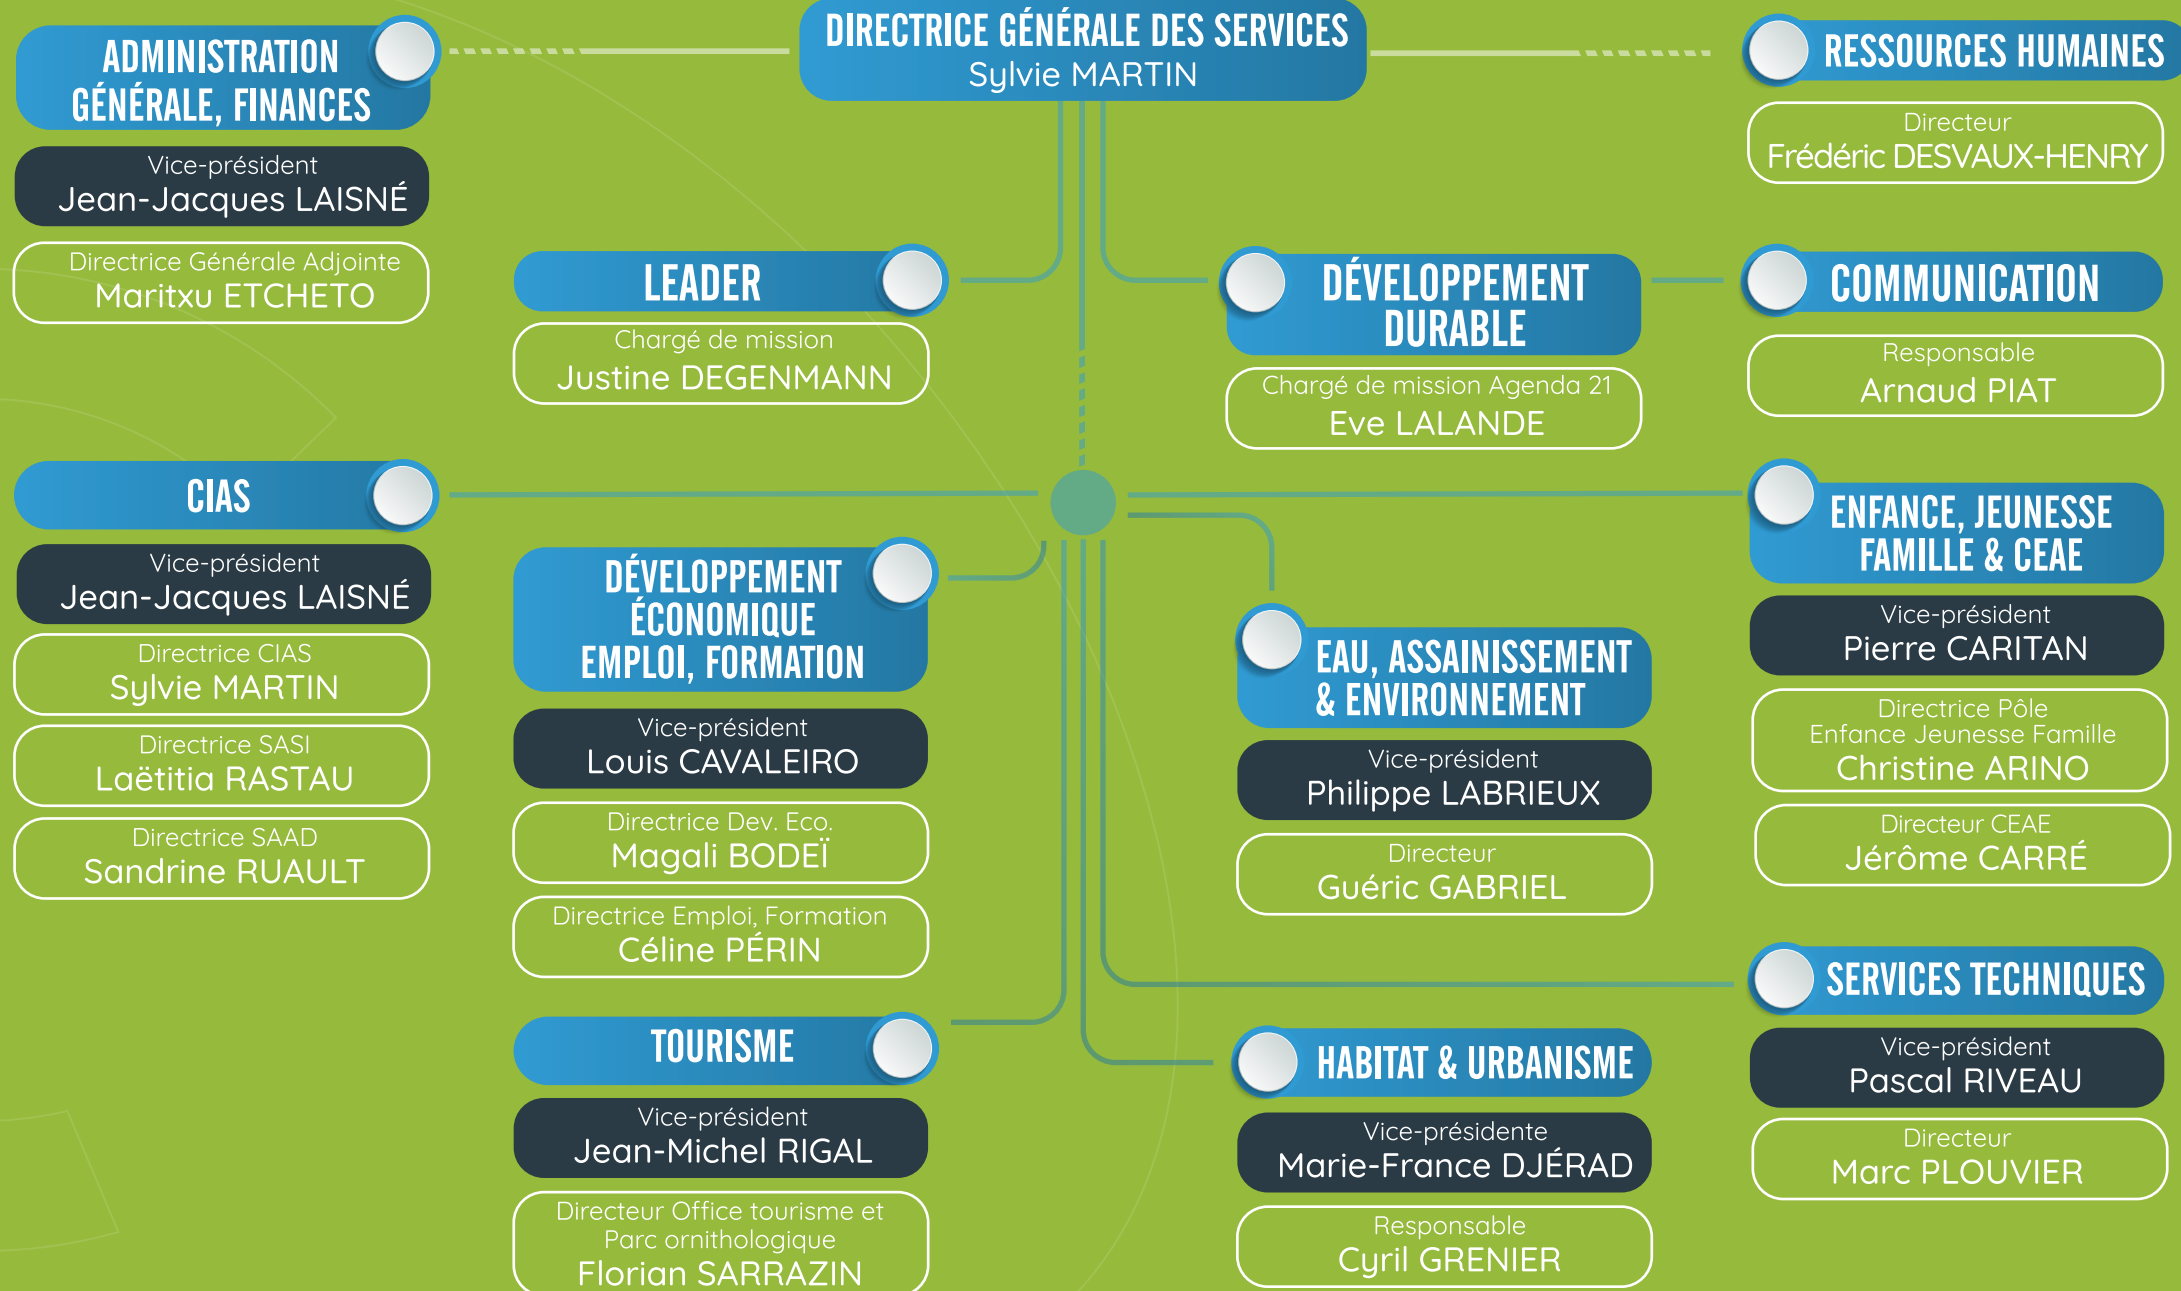 DIRECTRICE GÉNÉRALE DES SERVICES
Sylvie MARTIN
ADMINISTRATION
GÉNÉRALE, FINANCES
Vice-président
Jean-Jacques LAISNÉ
Directrice Générale Adjointe
Maritxu ETCHETO
RESSOURCES HUMAINES
Directeur
Frédéric DESVAUX-HENRY
LEADER
Chargé de mission
Justine DEGENMANN
DÉVELOPPEMENT
DURABLE
Chargé de mission Agenda 21
Eve LALANDE
COMMUNICATION
Responsable
Arnaud PIAT
CIAS
Vice-président
Jean-Jacques LAISNÉ
Directrice CIAS
Sylvie MARTIN
Directrice SASI
Laëtitia RASTAU
Directrice SAAD
Sandrine RUAULT
DÉVELOPPEMENT
ÉCONOMIQUE
EMPLOI, FORMATION
Vice-président
Louis CAVALEIRO
Directrice Dev. Eco.
Magali BODEÏ
Directrice Emploi, Formation
Céline PÉRIN
EAU, ASSAINISSEMENT
& ENVIRONNEMENT
Vice-président
Philippe LABRIEUX
Directeur
Guéric GABRIEL
ENFANCE, JEUNESSE
FAMILLE & CEAE
Vice-président
Pierre CARITAN
Directrice Pôle
Enfance Jeunesse Famille
Christine ARINO
Directeur CEAE
Jérôme CARRÉ
TOURISME
Vice-président
Jean-Michel RIGAL
Directeur Office tourisme et
Parc ornithologique
Florian SARRAZIN
HABITAT & URBANISME
Vice-présidente
Marie-France DJÉRAD
Responsable
Cyril GRENIER
SERVICES TECHNIQUES
Vice-président
Pascal RIVEAU
Directeur
Marc PLOUVIER